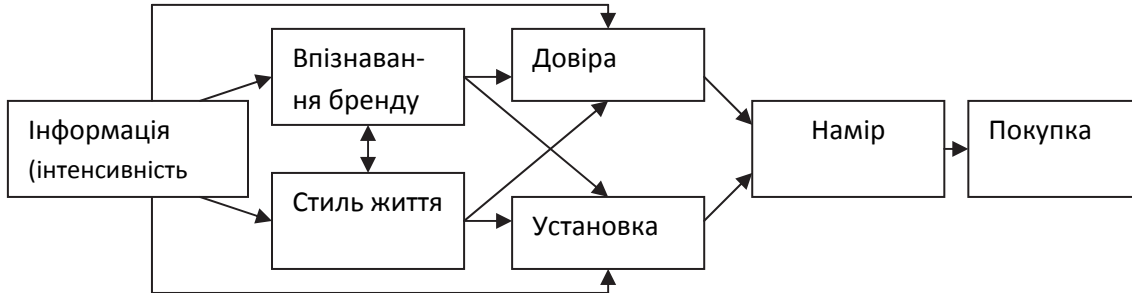 Впізнаван-
ня бренду
Довіра
Інформація
(інтенсивність
Намір
Покупка
Стиль життя
Установка